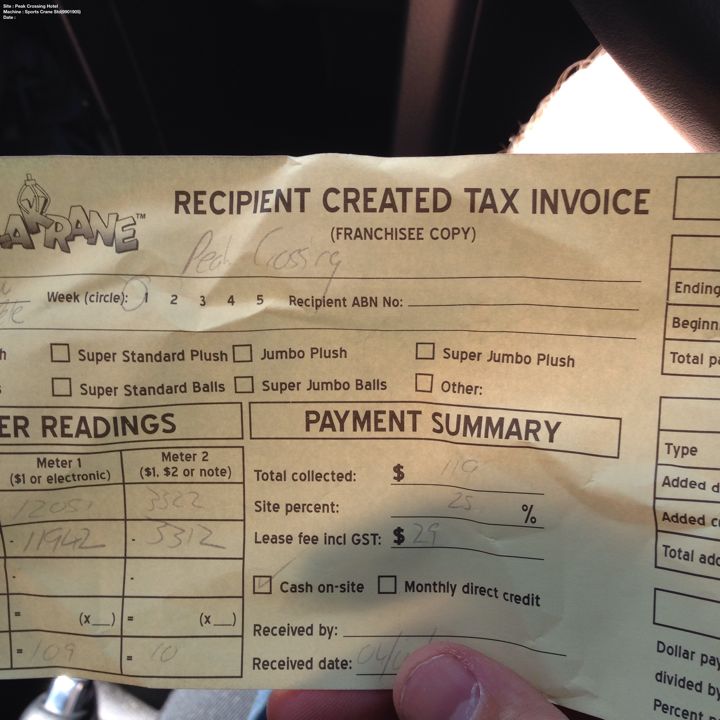 Site : Peak Crossing Hotel
Machine : Sports Crane Std(9901905)
Date :
RECIPIENT CREATED TAX INVOICE
(FRANCHISEE COPY)
Peak Crossing
Week (circle): 1 2 3 4 5 Recipient ABN No:
Super Standard Plush Jumbo Plush Super Jumbo Plush
Super Standard Balls Super Jumbo Balls Other:
ER READINGS
Meter 1 Meter 2
($1 or electronic) ($1. $2 or note)
12051 3322
- 11942 - 3312
-
= (x__) = (x__)
= 109 = 10
PAYMENT SUMMARY
Total collected: $ 119
Site percent: 25 %
Lease fee incl GST: $ 29
Cash on-site Monthly direct credit
Received by:
Received date: 04/
Ending
Beginn
Total pa
Type
Added d
Added c
Total add
Dollar pay
divided by
Percent